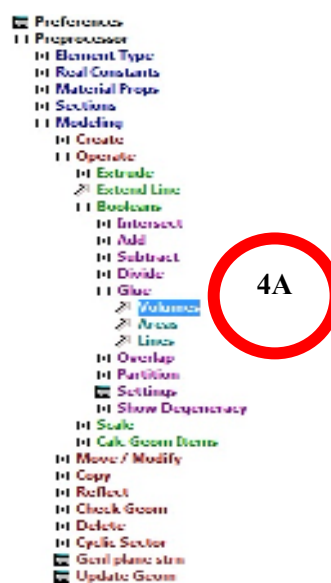 Preferences
Preprocessor
Element Type
Real Constants
Material Props
Sections
Modeling
Create
Operate
Extrude
Extend Line
Booleans
Intersect
Add
Subtract
Divide
Glue
Volumes
4A
Areas
Lines
Overlap
Partition
Settings
Show Degeneracy
Scale
Calc Geom Items
Move / Modify
Copy
Reflect
Check Geom
Delete
Cyclic Sector
Genl plane strn
Update Geom